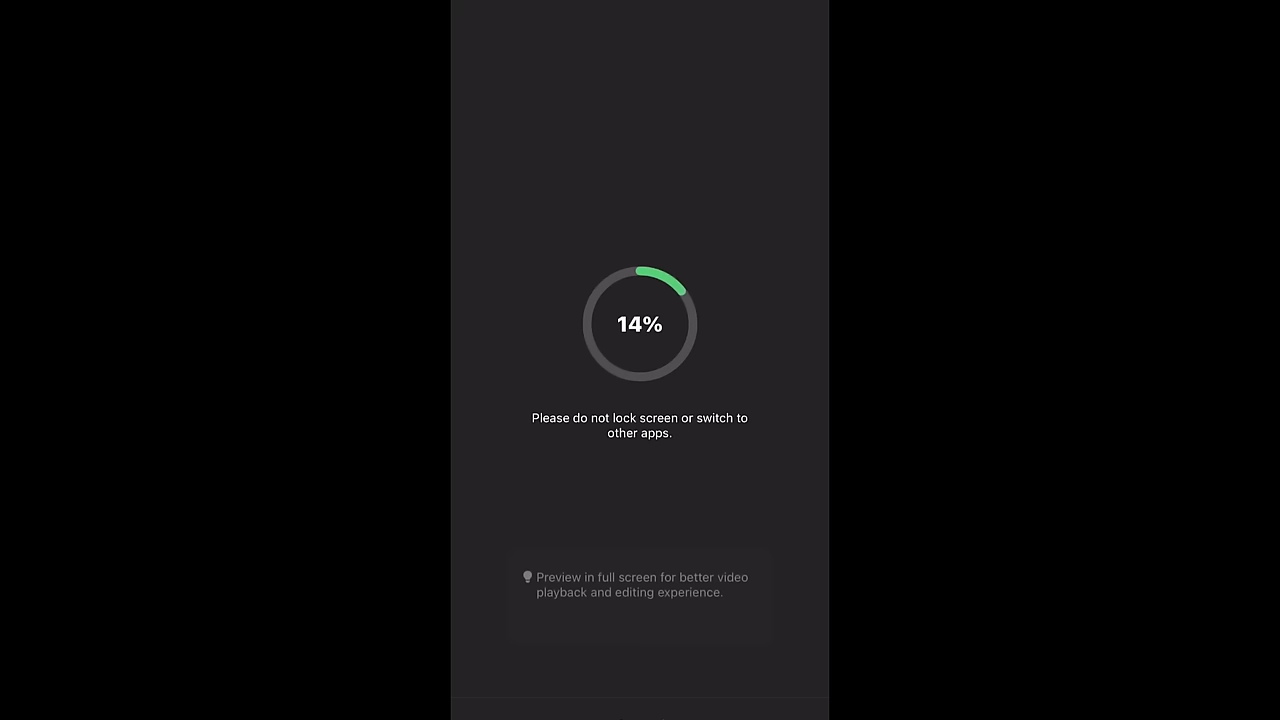 14%
Please do not lock screen or switch to
other apps.
Preview in full screen for better video
playback and editing experience.